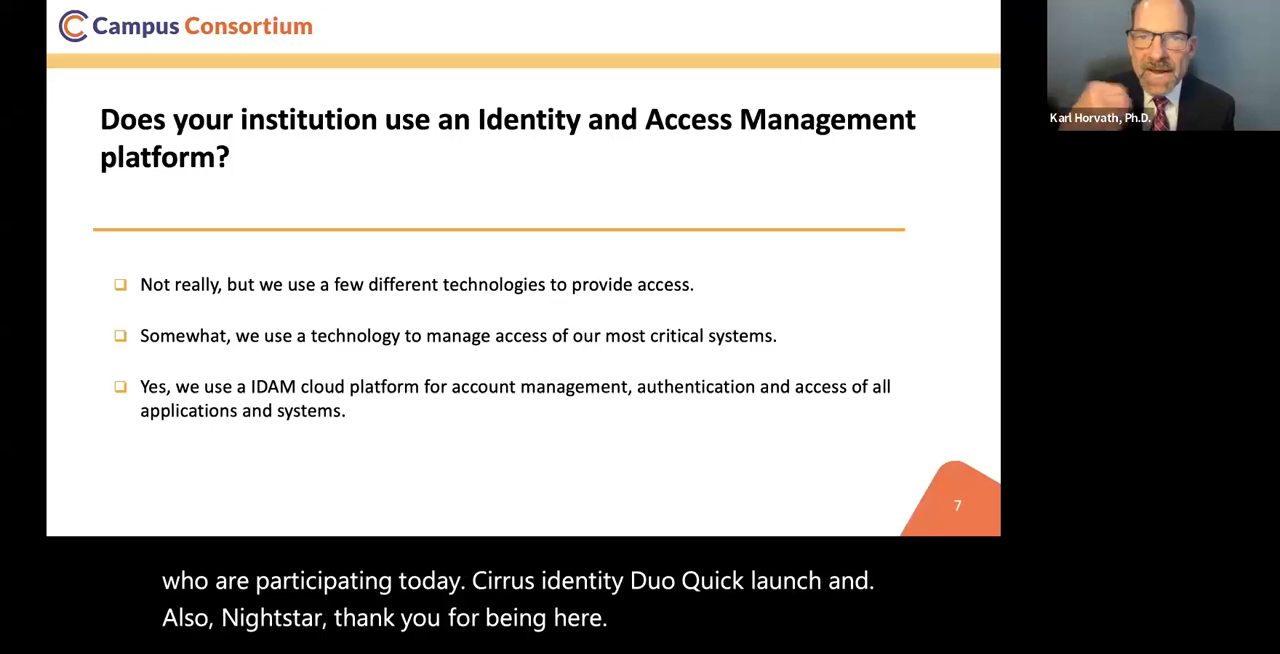 Campus Consortium
Karl Horvath, Ph.D.
Does your institution use an Identity and Access Management
platform?
❑ Not really, but we use a few different technologies to provide access.
❑ Somewhat, we use a technology to manage access of our most critical systems.
❑ Yes, we use a IDAM cloud platform for account management, authentication and access of all
applications and systems.
7
who are participating today. Cirrus identity Duo Quick launch and.
Also, Nightstar, thank you for being here.